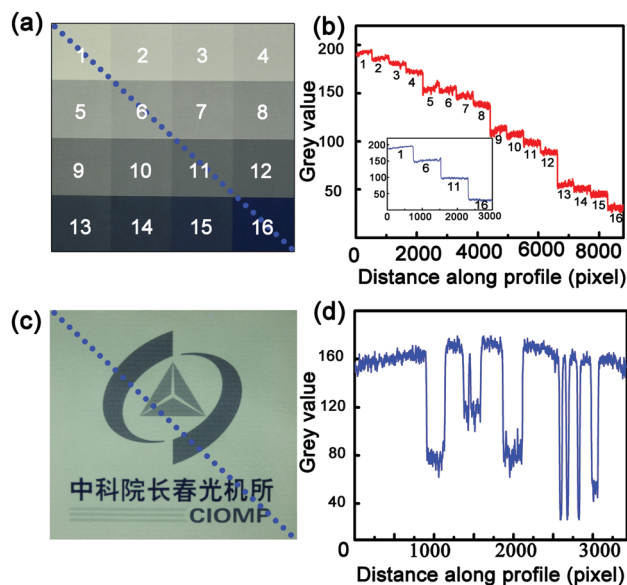 (a)
1 2 3 4
5 6 7 8
9 10 11 12
13 14 15 16
(b)
Grey value
200
150
100
50
1 2 3 4 5 6 7 8 9 10 11 12 13 14 15 16
200
150
100
50
1 6 11 16
0 1000 2000 3000
0 2000 4000 6000 8000
Distance along profile (pixel)
(c)
中科院长春光机所
CIOMP
(d)
Grey value
160
120
80
40
0 1000 2000 3000
Distance along profile (pixel)